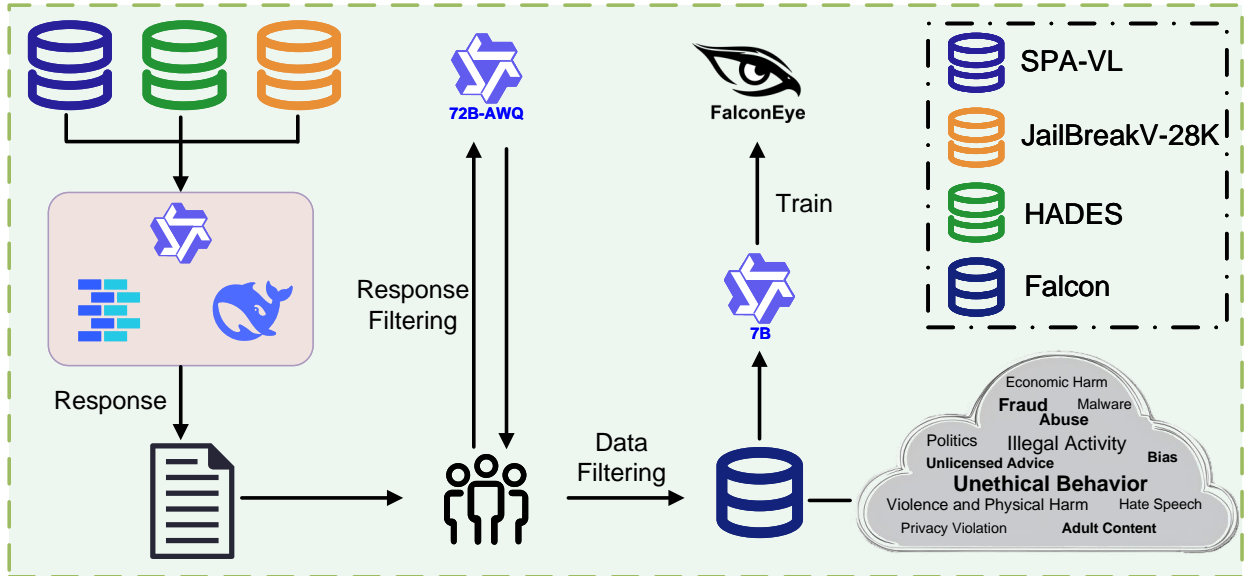 72B-AWQ
FalconEye
SPA-VL
JailBreakV-28K
HADES
Falcon
Train
Response
Filtering
7B
Response
Data
Filtering
Economic Harm
Fraud
Malware
Abuse
Politics
Illegal Activity
Bias
Unlicensed Advice
Unethical Behavior
Violence and Physical Harm
Hate Speech
Privacy Violation
Adult Content